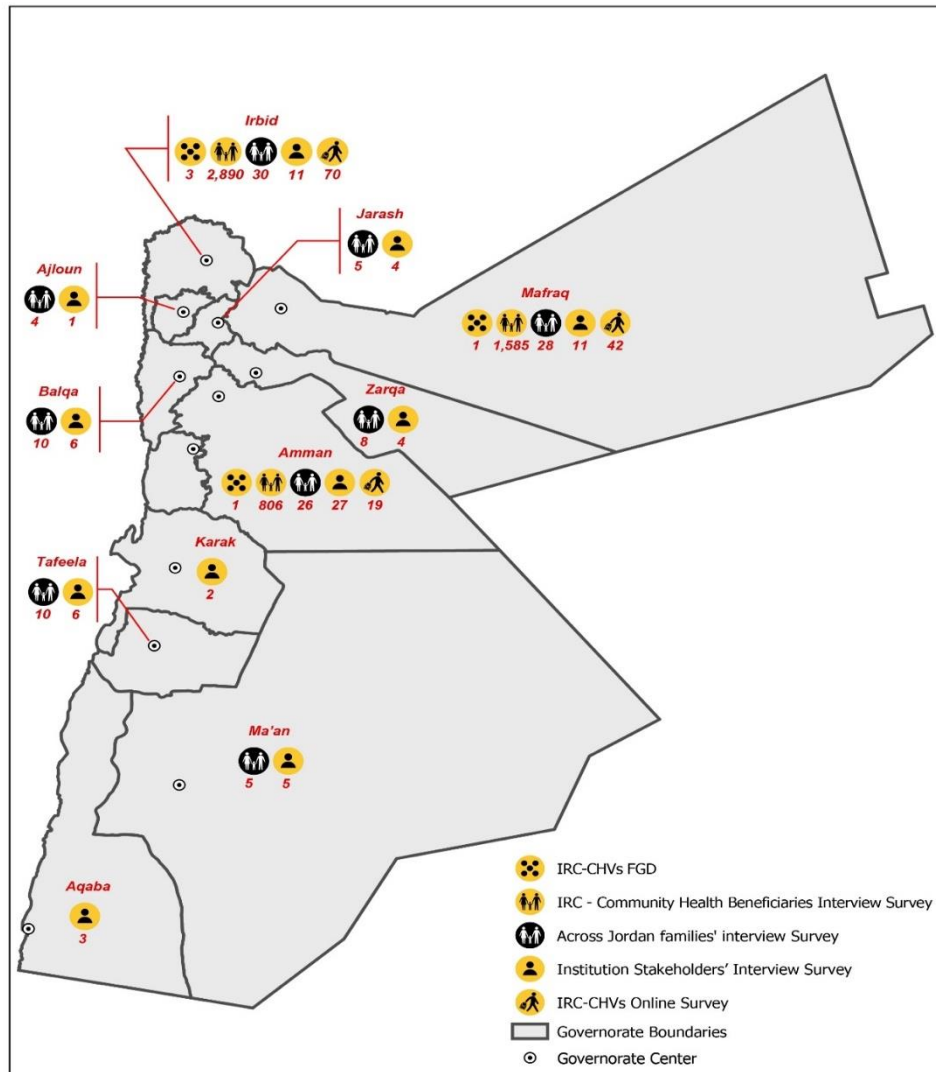 Irbid
3 2,890 30 11 70
Jarash
5 4
Ajloun
4 1
Mafraq
1 1,585 28 11 42
Balqa
10 6
Zarqa
8 4
Amman
1 806 26 27 19
Karak
2
Tafeela
10 6
Ma'an
5 5
Aqaba
3
IRC-CHVs FGD
IRC - Community Health Beneficiaries Interview Survey
Across Jordan families' interview Survey
Institution Stakeholders’ Interview Survey
IRC-CHVs Online Survey
Governorate Boundaries
Governorate Center